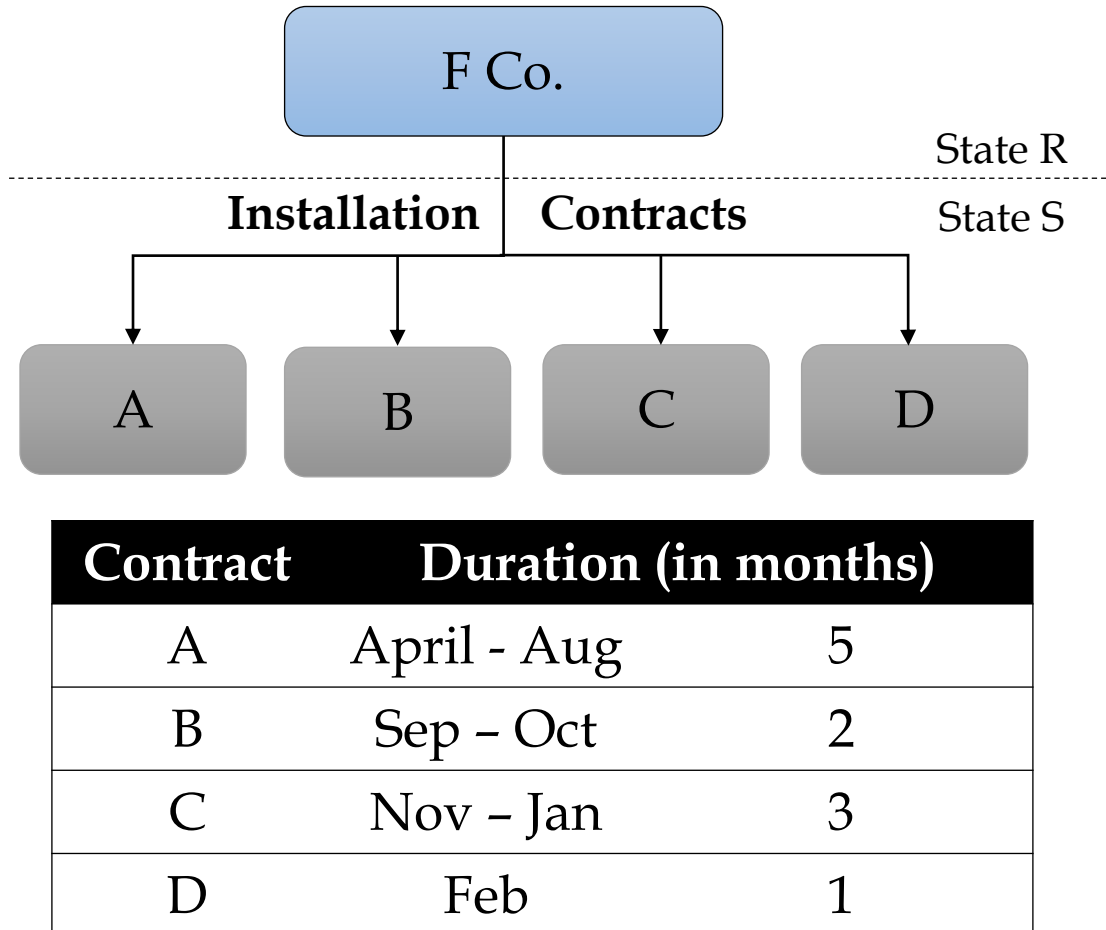 F Co.
State R
Installation Contracts
State S
A B C D
Contract Duration (in months)
A April - Aug 5
B Sep – Oct 2
C Nov – Jan 3
D Feb 1